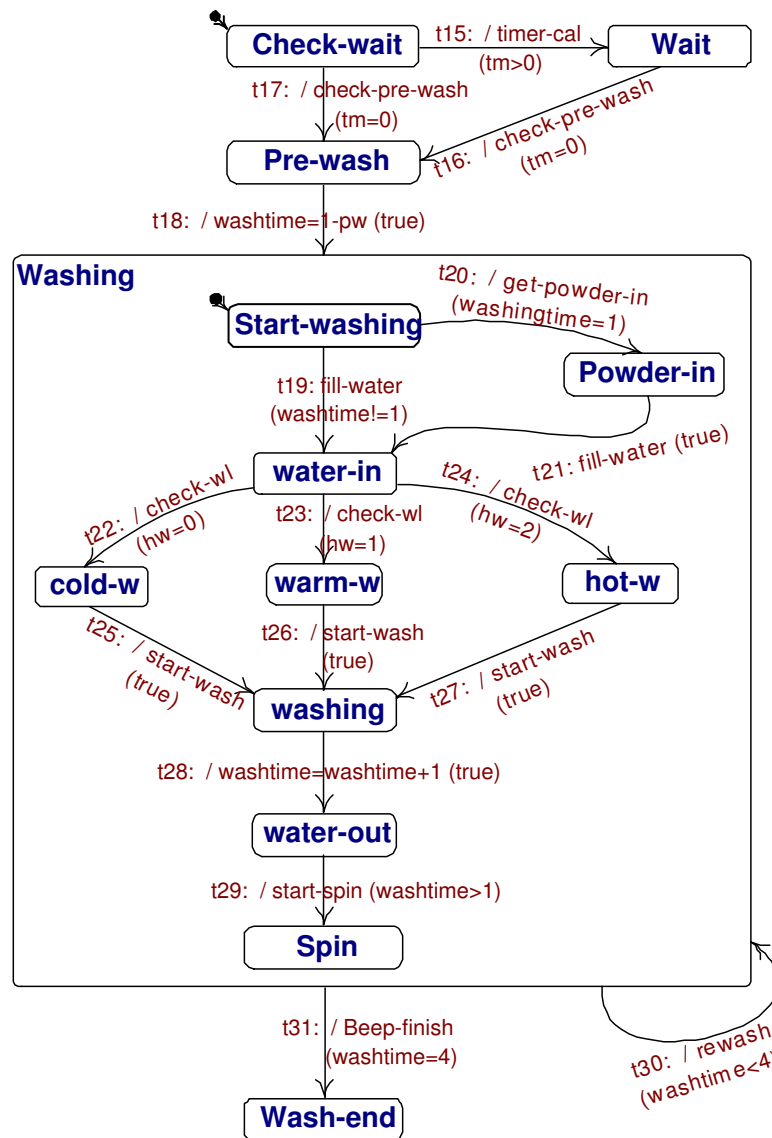 Check-wait
t15: / timer-cal
(tm>0)
Wait
t17: / check-pre-wash
(tm=0)
t16: / check-pre-wash
(tm=0)
Pre-wash
t18: / washtime=1-pw (true)
Washing
t20: / get-powder-in
(washingtime=1)
Start-washing
Powder-in
t19: fill-water
(washtime!=1)
t21: fill-water (true)
water-in
t22: / check-wl
(hw=0)
t23: / check-wl
(hw=1)
t24: / check-wl
(hw=2)
cold-w
warm-w
hot-w
t25: / start-wash
(true)
t26: / start-wash
(true)
t27: / start-wash
(true)
washing
t28: / washtime=washtime+1 (true)
water-out
t29: / start-spin (washtime>1)
Spin
t31: / Beep-finish
(washtime=4)
t30: / rewash
(washtime<4)
Wash-end